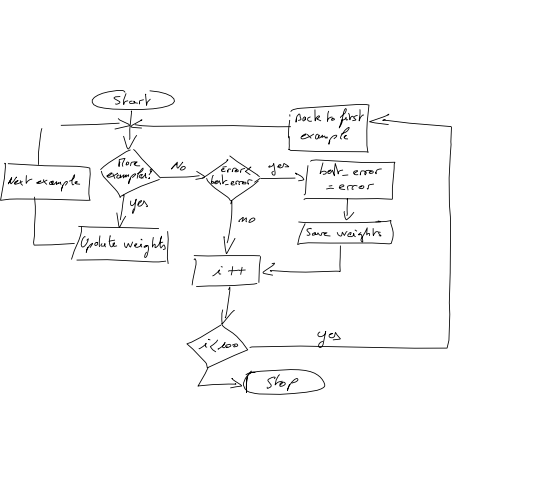 Start
Back to first
example
More
examples?
No
Error<
best_error
yes
best_error
= error
Next example
yes
Update weights
no
Save weights
i ++
i<100
yes
Stop